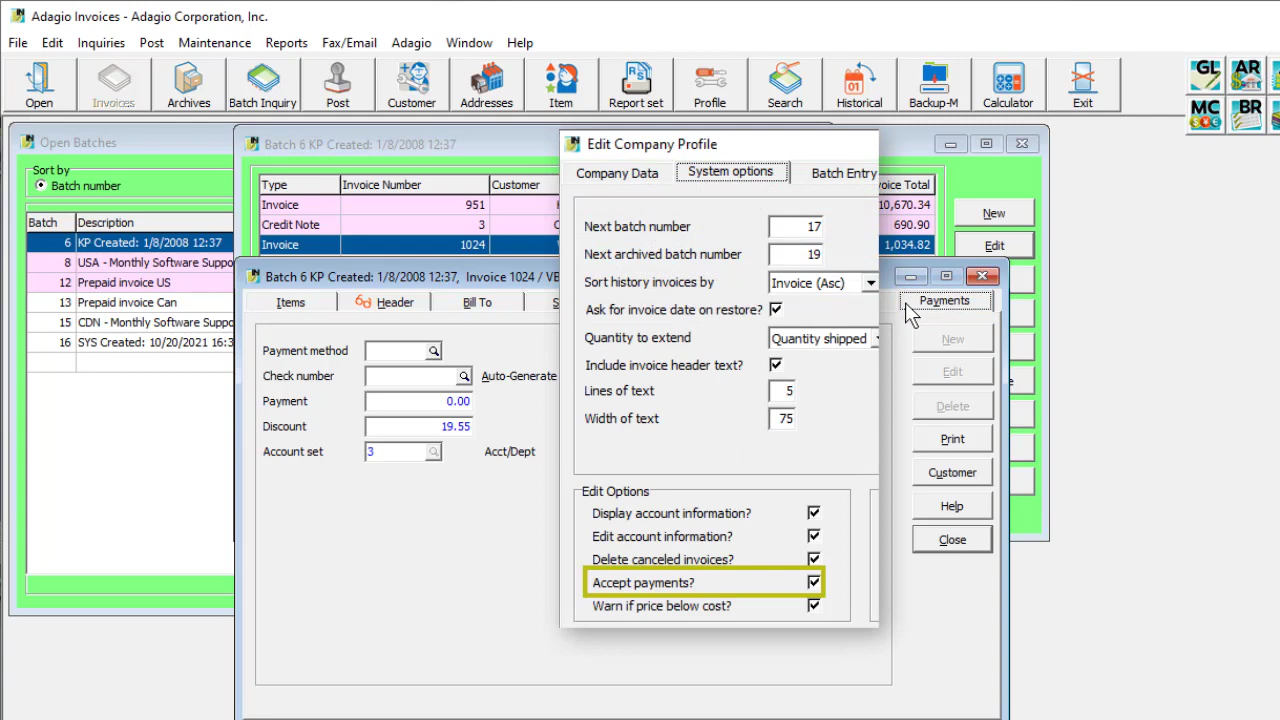 Adagio Invoices - Adagio Corporation, Inc.
File Edit Inquiries Post Maintenance Reports Fax/Email Adagio Window Help
Open Invoices Archives Batch Inquiry Post Customer Addresses Item Report set Profile Search Historical Backup-M Calculator Exit
GL AR
MC BR
Open Batches
Sort by
Batch number
Batch Description
6 KP Created: 1/8/2008 12:37
8 USA - Monthly Software Suppo
12 Prepaid invoice US
13 Prepaid invoice Can
15 CDN - Monthly Software Suppo
16 SYS Created: 10/20/2021 16:3
Batch 6 KP Created: 1/8/2008 12:37
Type Invoice Number Customer
Invoice 951
Credit Note 3
Invoice 1024
voice Total
10,670.34
690.90
1,034.82
New
Edit
Batch 6 KP Created: 1/8/2008 12:37, Invoice 1024 / VB
Items Header Bill To S Payments
Payment method
Check number Auto-Generate
Payment 0.00
Discount 19.55
Account set 3 Acct/Dept
New
Edit
Delete
Print
Customer
Help
Close
Edit Company Profile
Company Data System options Batch Entry
Next batch number 17
Next archived batch number 19
Sort history invoices by Invoice (Asc)
Ask for invoice date on restore?
Quantity to extend Quantity shipped
Include invoice header text?
Lines of text 5
Width of text 75
Edit Options
Display account information?
Edit account information?
Delete canceled invoices?
Accept payments?
Warn if price below cost?